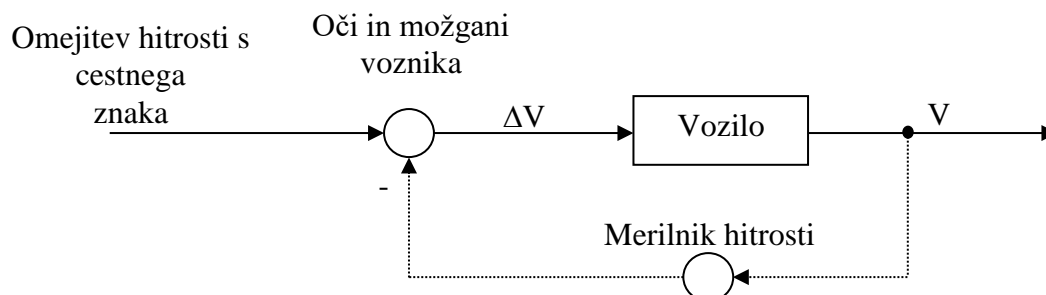 Omejitev hitrosti s
cestnega
znaka
Oči in možgani
voznika
ΔV
Vozilo
V
-
Merilnik hitrosti